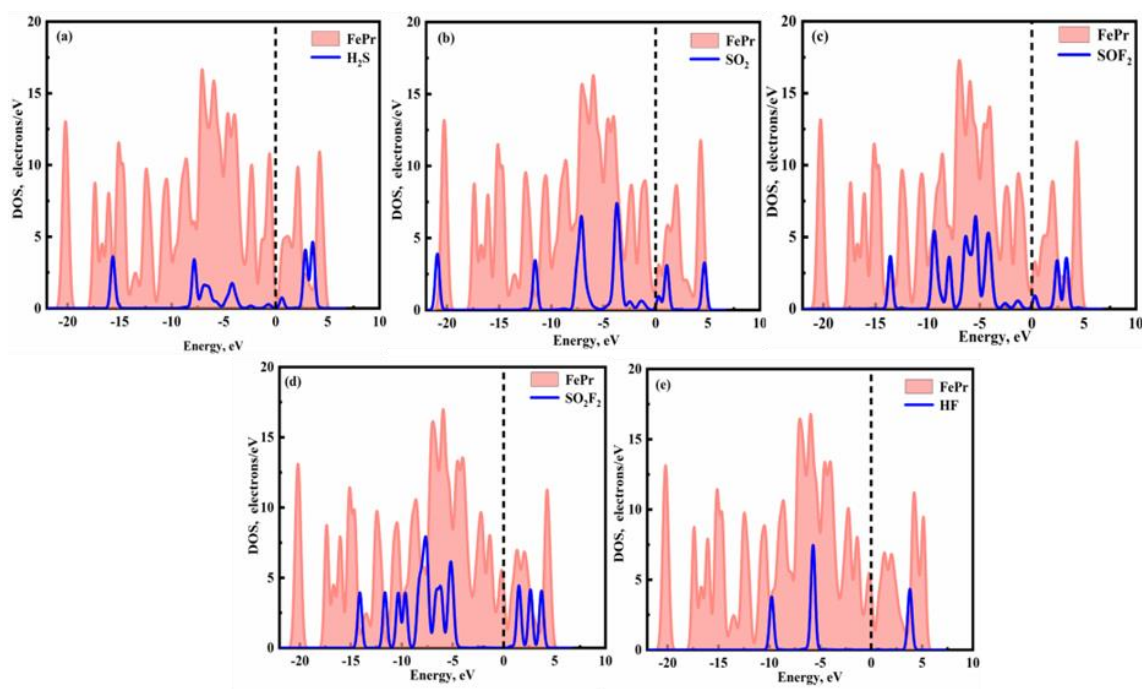 (a)
FePr
H₂S
DOS, electrons/eV
20
15
10
5
0
-20 -15 -10 -5 0 5 10
Energy, eV
(b)
FePr
SO₂
DOS, electrons/eV
20
15
10
5
0
-20 -15 -10 -5 0 5 10
Energy, eV
(c)
FePr
SOF₂
DOS, electrons/eV
20
15
10
5
0
-20 -15 -10 -5 0 5 10
Energy, eV
(d)
FePr
SO₂F₂
DOS, electrons/eV
20
15
10
5
0
-20 -15 -10 -5 0 5 10
Energy, eV
(e)
FePr
HF
DOS, electrons/eV
20
15
10
5
0
-20 -15 -10 -5 0 5 10
Energy, eV